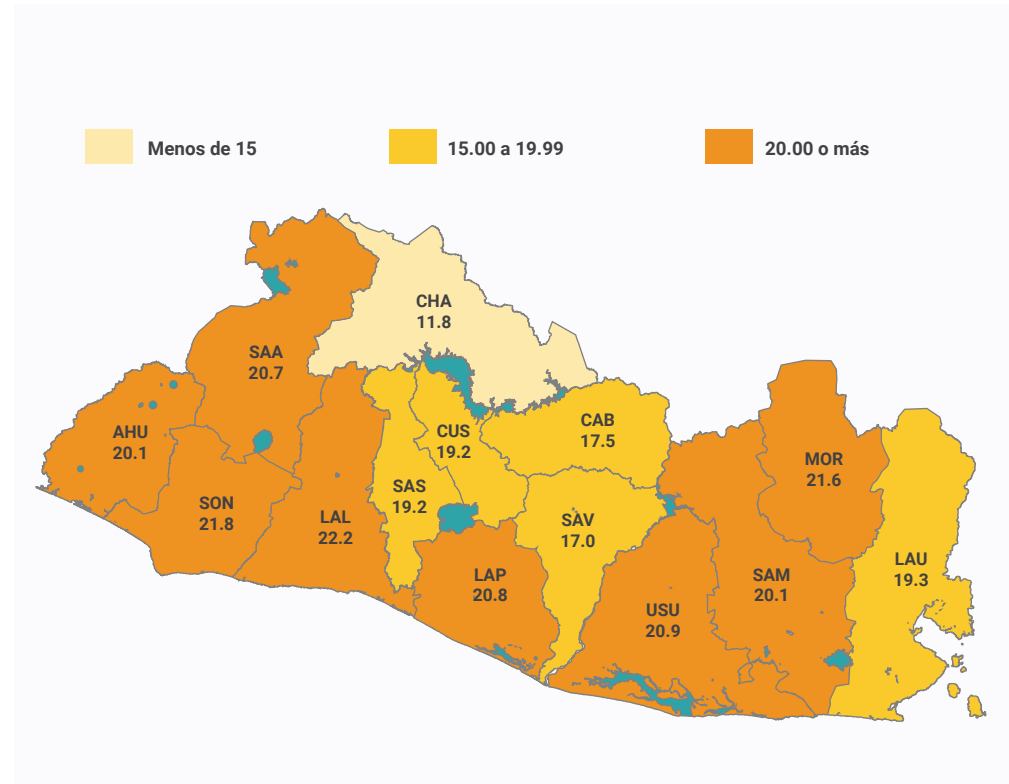 Menos de 15
15.00 a 19.99
20.00 o más
CHA
11.8
SAA
20.7
AHU
20.1
CUS
19.2
CAB
17.5
MOR
21.6
SAS
19.2
SON
21.8
LAL
22.2
SAV
17.0
LAU
19.3
LAP
20.8
SAM
20.1
USU
20.9